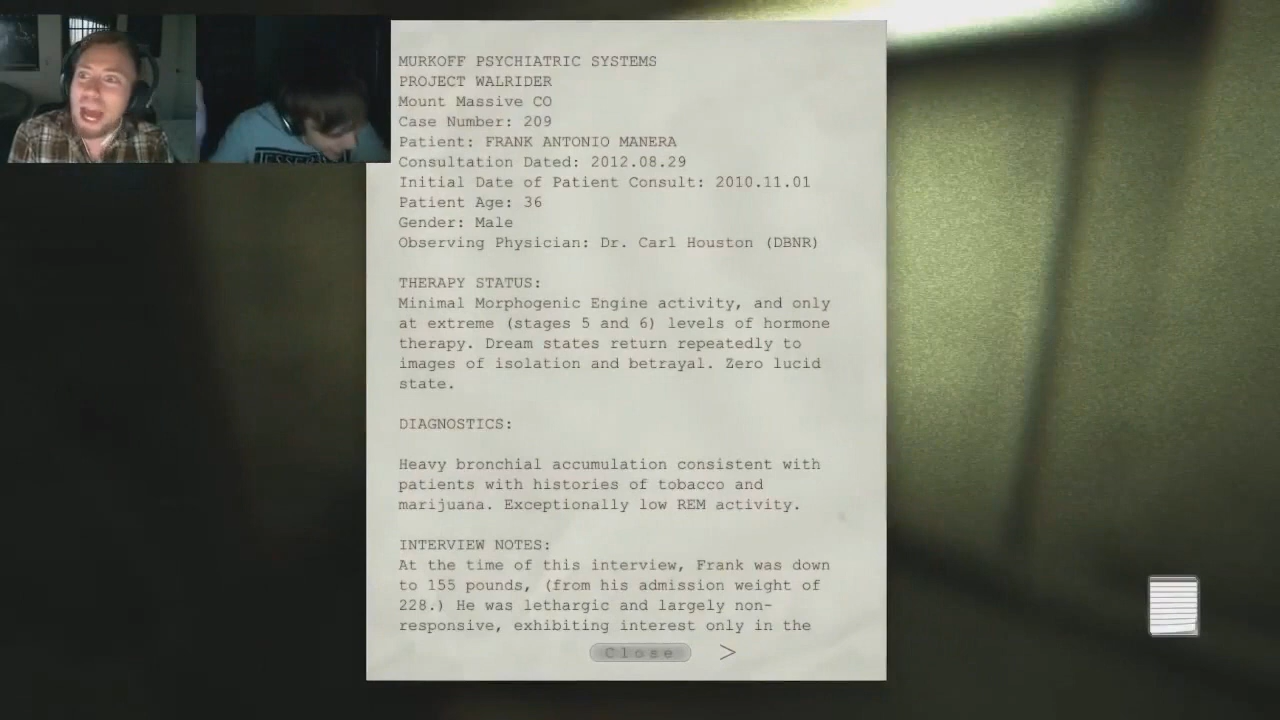 MURKOFF PSYCHIATRIC SYSTEMS
PROJECT WALRIDER
Mount Massive CO
Case Number: 209
Patient: FRANK ANTONIO MANERA
Consultation Dated: 2012.08.29
Initial Date of Patient Consult: 2010.11.01
Patient Age: 36
Gender: Male
Observing Physician: Dr. Carl Houston (DBNR)
THERAPY STATUS:
Minimal Morphogenic Engine activity, and only
at extreme (stages 5 and 6) levels of hormone
therapy. Dream states return repeatedly to
images of isolation and betrayal. Zero lucid
state.
DIAGNOSTICS:
Heavy bronchial accumulation consistent with
patients with histories of tobacco and
marijuana. Exceptionally low REM activity.
INTERVIEW NOTES:
At the time of this interview, Frank was down
to 155 pounds, (from his admission weight of
228.) He was lethargic and largely non-
responsive, exhibiting interest only in the
Close >